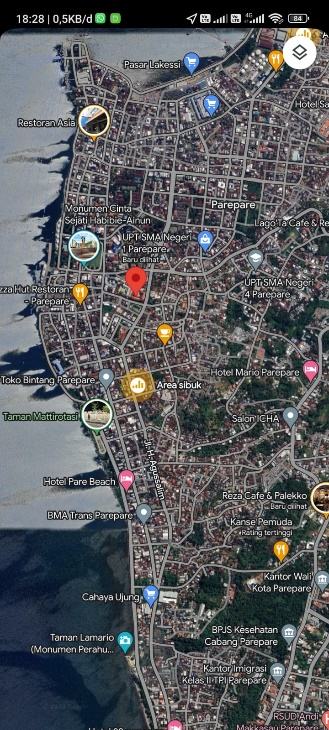 18:28 | 0,5KB/d
4G
84
Pasar Lakessi
Hotel Sa
Restoran Asia
Monumen Cinta
Sejati Habibie-Ainun
Parepare
Lago'Ta Cafe & Re
UPT SMA Negeri
1 Parepare
Baru dilihat
UPT SMA Negeri
4 Parepare
zza Hut Restoran
- Parepare
Hotel Mario Parepare
Toko Bintang Parepare
Area sibuk
Taman Mattirotasi
Salon ICHA
Jl. H. Agussalim
Hotel Pare Beach
Reza Cafe & Palekko
Baru dilihat
BMA Trans Parepare
Kanse Pemuda
Rating tertinggi
Kantor Wali
Kota Parepare
Cahaya Ujung
Taman Lamario
(Monumen Perahu...
BPJS Kesehatan
Cabang Parepare
Kantor Imigrasi
Kelas II TPI Parepare
RSUD Andi
Makkasau Parepare